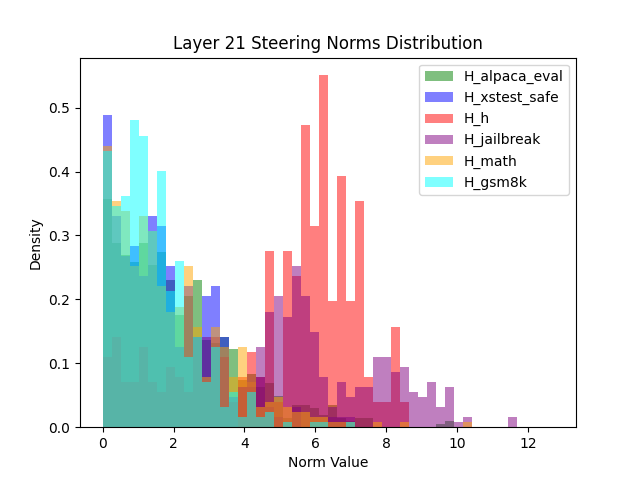 Layer 21 Steering Norms Distribution
H_alpaca_eval
H_xstest_safe
H_h
H_jailbreak
H_math
H_gsm8k
Density
0.5
0.4
0.3
0.2
0.1
0.0
0 2 4 6 8 10 12
Norm Value